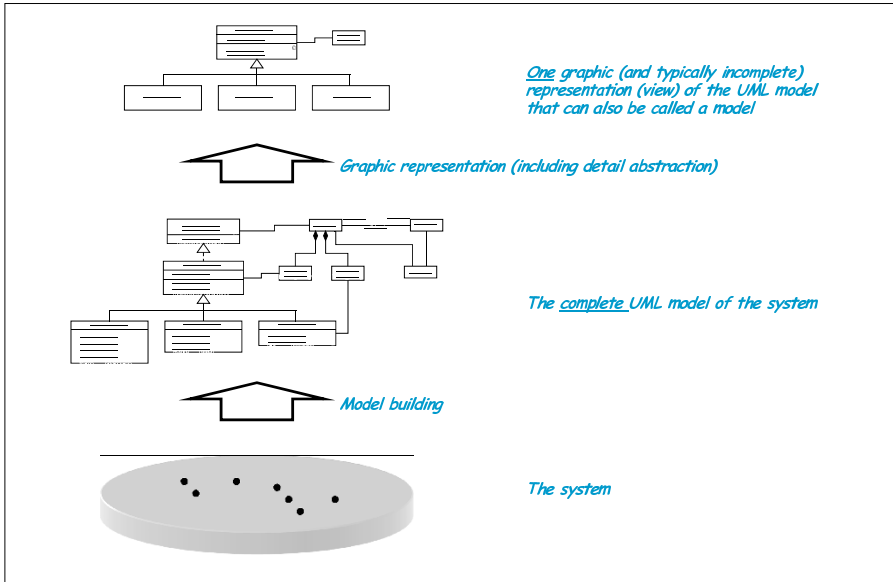 One graphic (and typically incomplete)
representation (view) of the UML model
that can also be called a model
Graphic representation (including detail abstraction)
The complete UML model of the system
Model building
The system